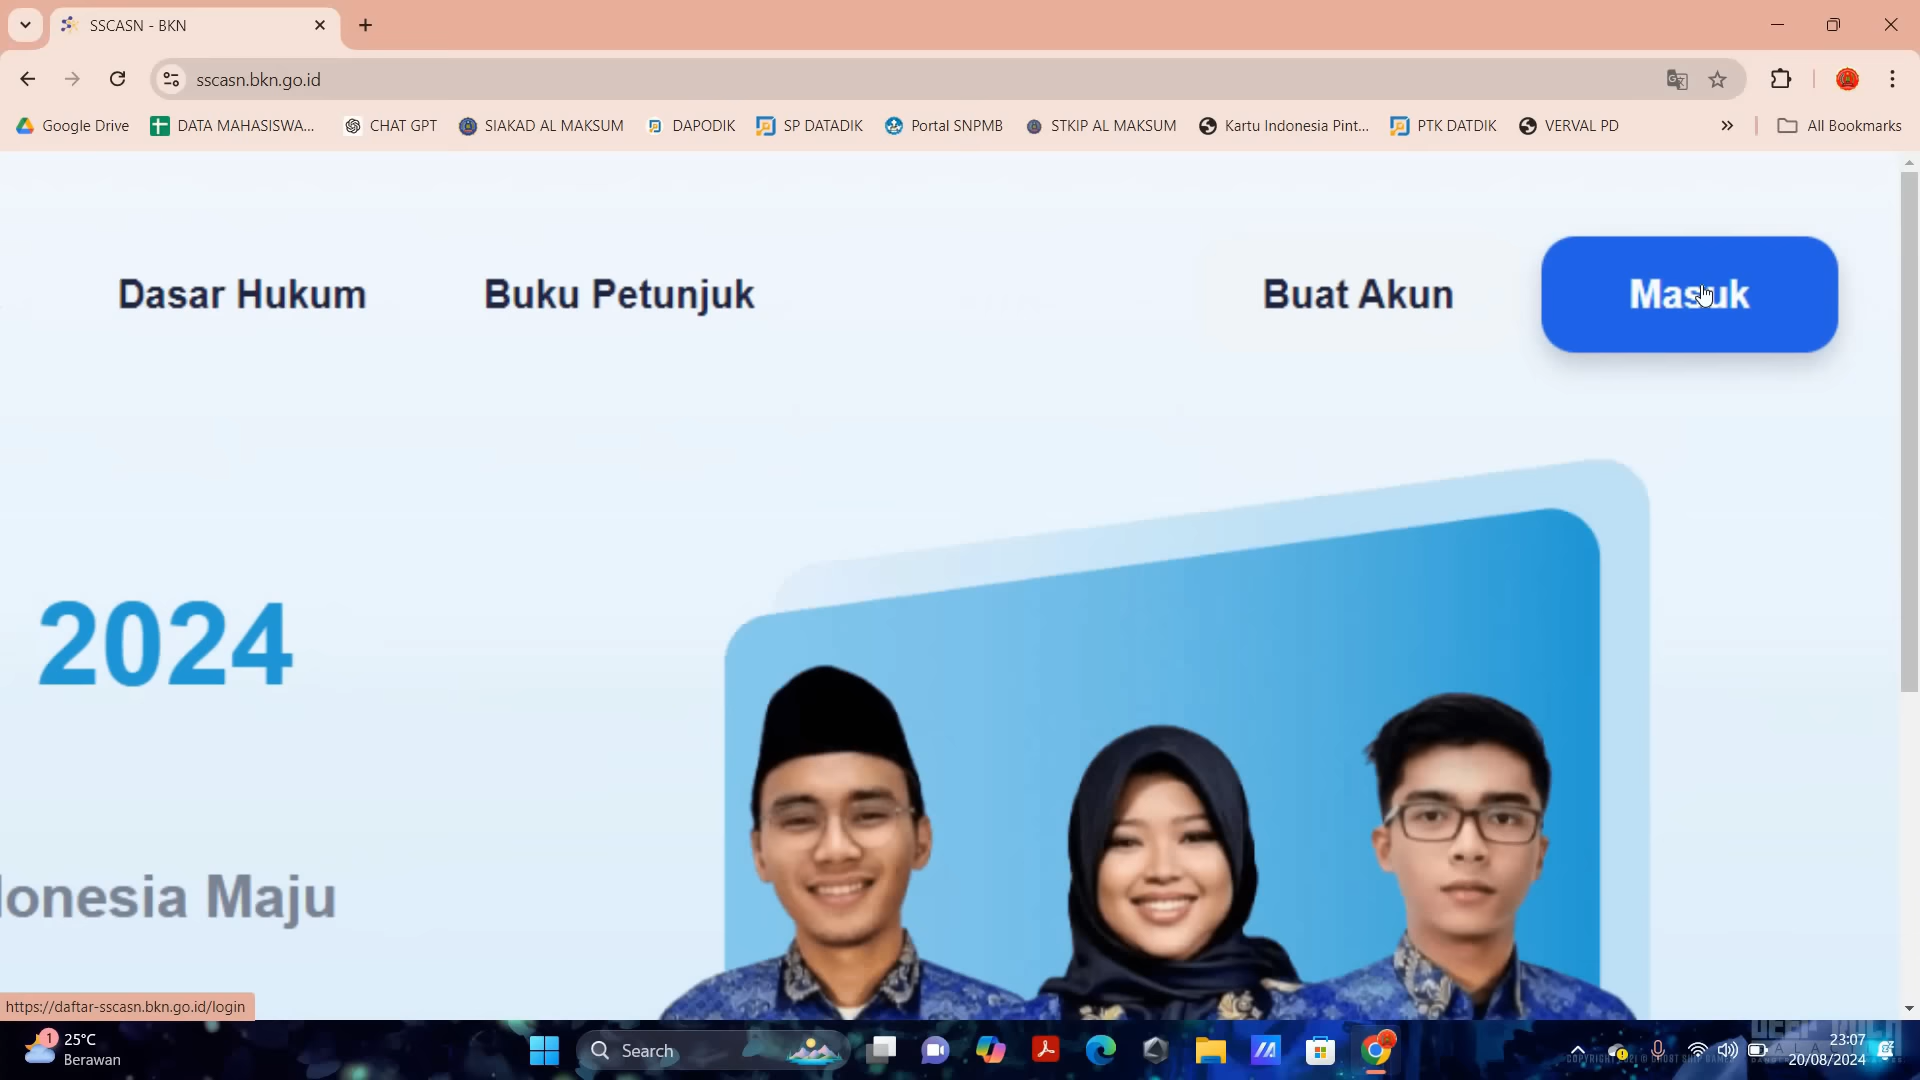 SSCASN - BKN
sscasn.bkn.go.id
Google Drive
DATA MAHASISWA...
CHAT GPT
SIAKAD AL MAKSUM
DAPODIK
SP DATADIK
Portal SNPMB
STKIP AL MAKSUM
Kartu Indonesia Pint...
PTK DATDIK
VERVAL PD
All Bookmarks
Dasar Hukum
Buku Petunjuk
Buat Akun
Masuk
2024
donesia Maju
https://daftar-sscasn.bkn.go.id/login
1
25°C
Berawan
Search
23:07
20/08/2024